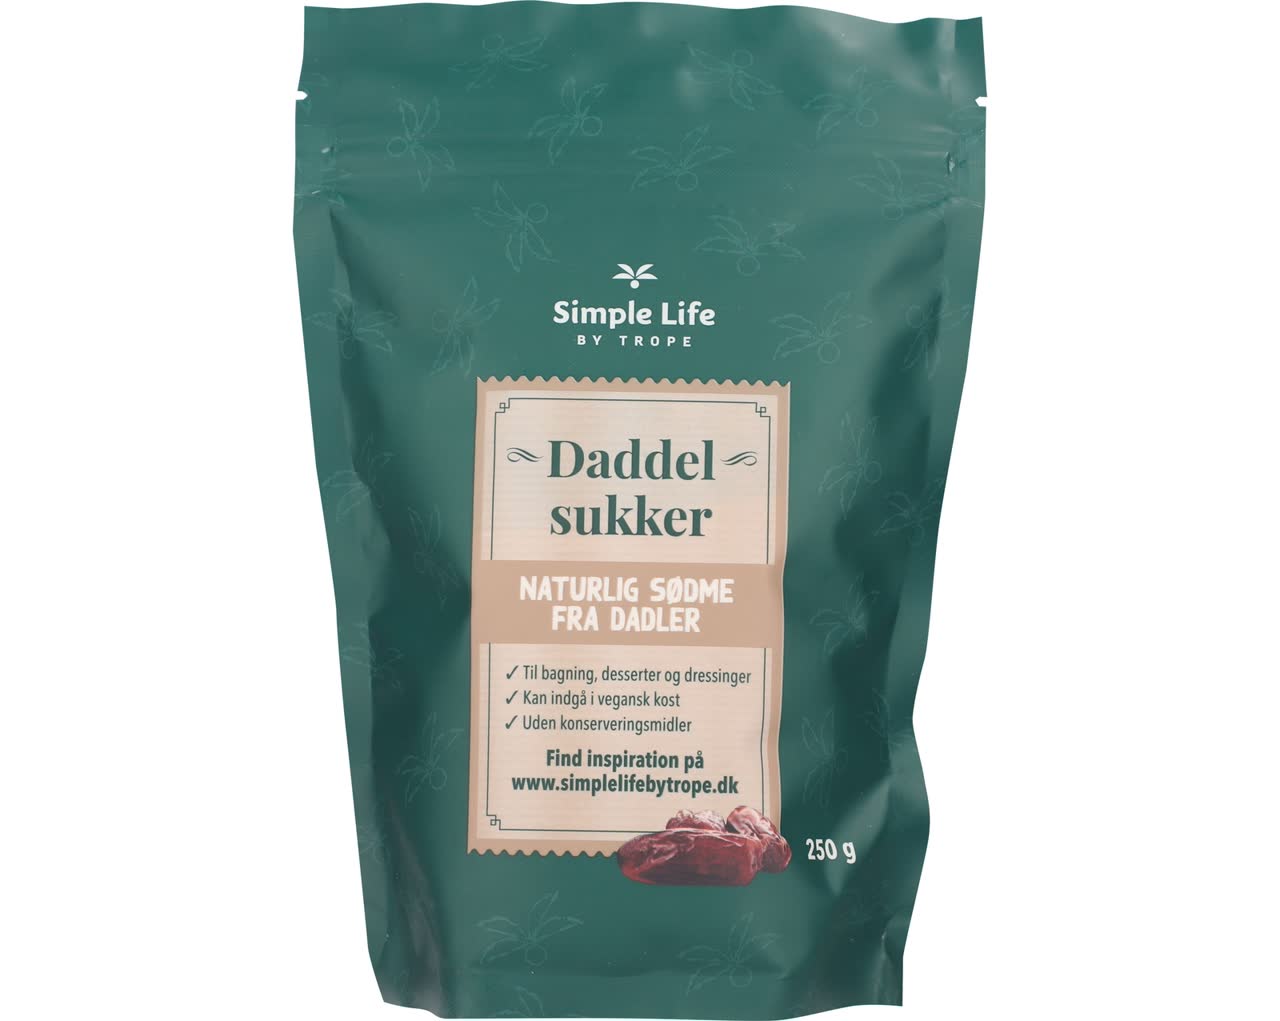 Simple Life
BY TROPE
Daddel
sukker
NATURLIG SØDME
FRA DADLER
✓ Til bagning, desserter og dressinger
✓ Kan indgå i vegansk kost
✓ Uden konserveringsmidler
Find inspiration på
www.simplelifebytrope.dk
250 g